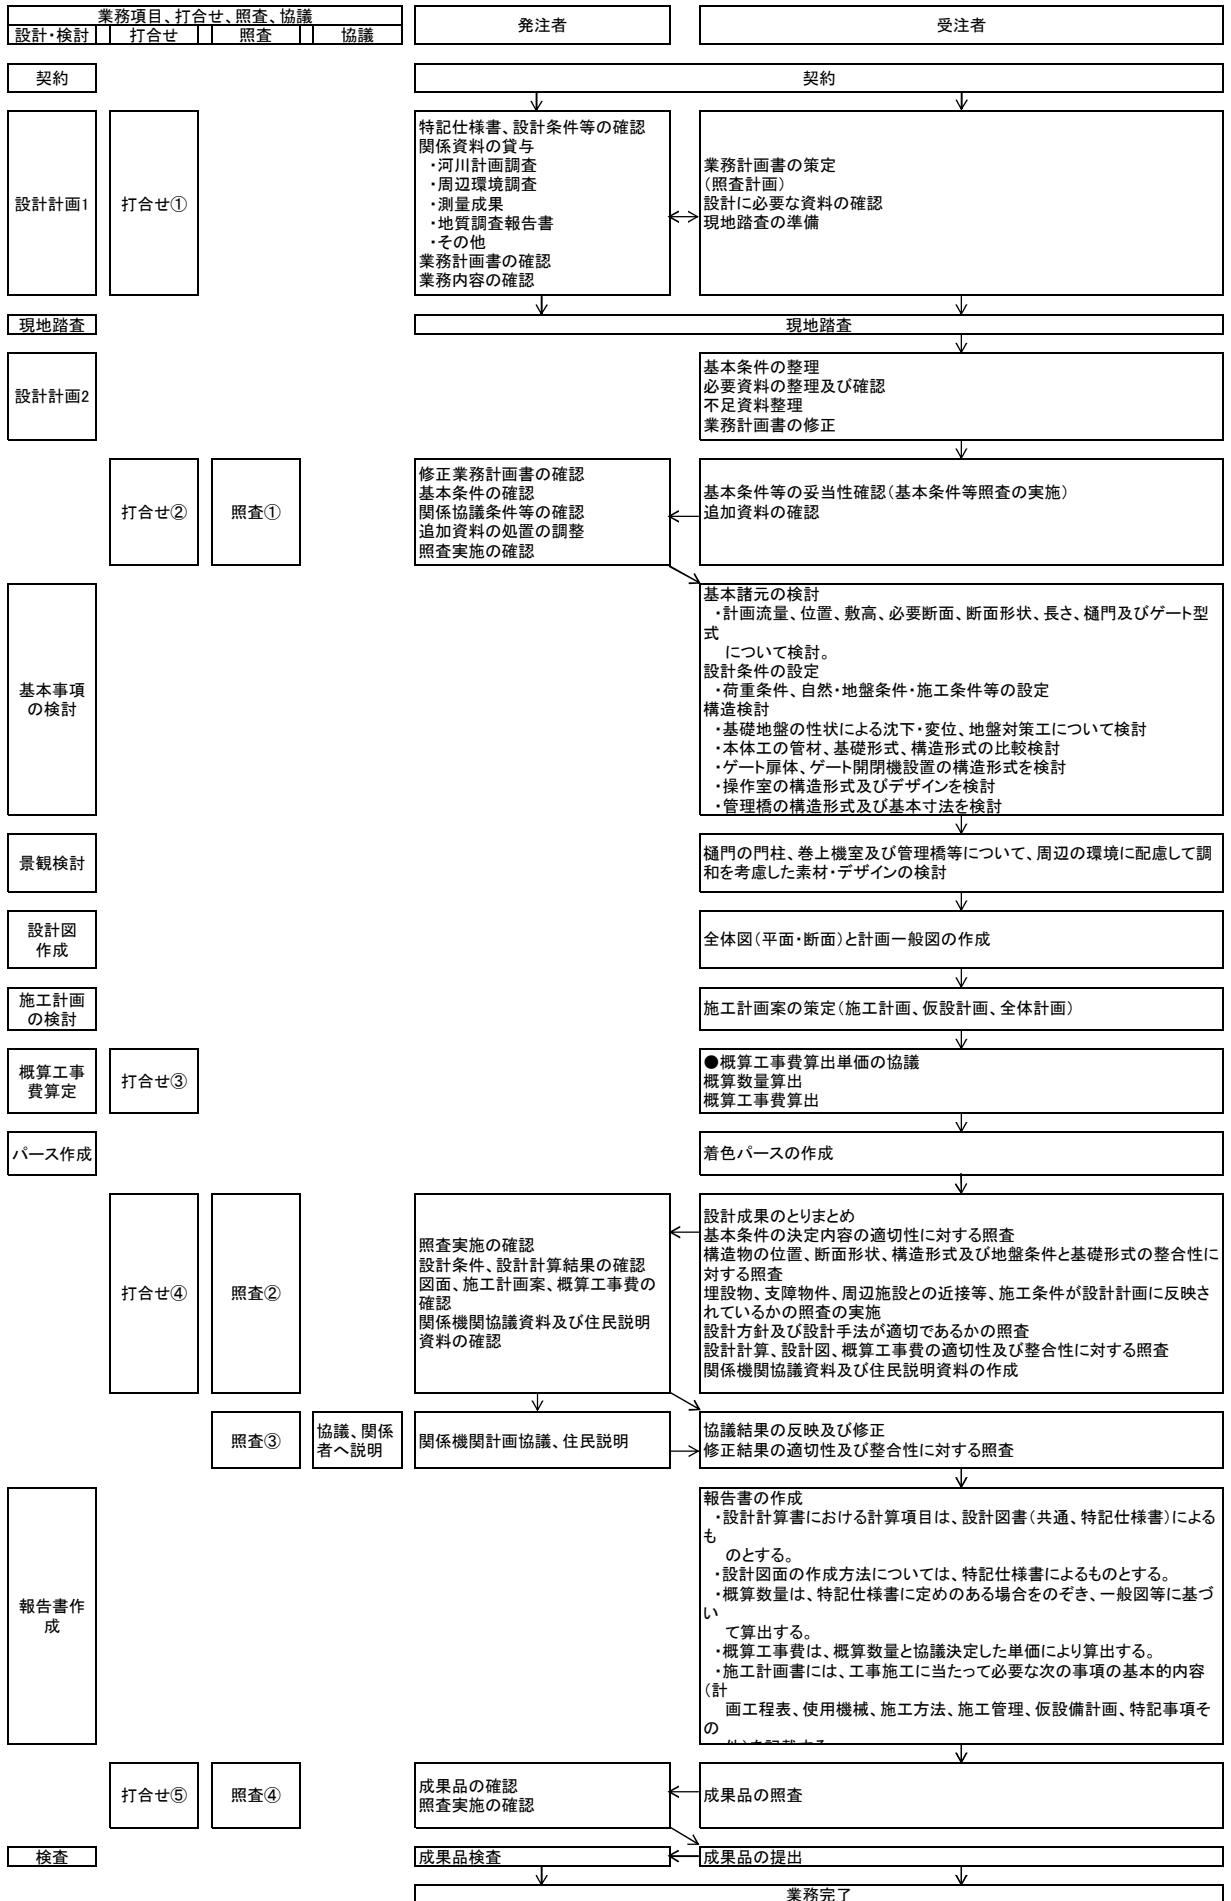 業務項目、打合せ、照査、協議
設計・検討
打合せ
照査
協議
発注者
受注者
契約
契約
設計計画1
打合せ①
特記仕様書、設計条件等の確認
関係資料の貸与
・河川計画調査
・周辺環境調査
・測量成果
・地質調査報告書
・その他
業務計画書の確認
業務内容の確認
業務計画書の策定
(照査計画)
設計に必要な資料の確認
現地踏査の準備
現地踏査
現地踏査
設計計画2
基本条件の整理
必要資料の整理及び確認
不足資料整理
業務計画書の修正
打合せ②
照査①
修正業務計画書の確認
基本条件の確認
関係協議条件等の確認
追加資料の処置の調整
照査実施の確認
基本条件等の妥当性確認(基本条件等照査の実施)
追加資料の確認
基本事項
の検討
基本諸元の検討
・計画流量、位置、敷高、必要断面、断面形状、長さ、樋門及びゲート型
式
について検討。
設計条件の設定
・荷重条件、自然・地盤条件・施工条件等の設定
構造検討
・基礎地盤の性状による沈下・変位、地盤対策工について検討
・本体工の管材、基礎形式、構造形式の比較検討
・ゲート扉体、ゲート開閉機設置の構造形式を検討
・操作室の構造形式及びデザインを検討
・管理橋の構造形式及び基本寸法を検討
景観検討
樋門の門柱、巻上機室及び管理橋等について、周辺の環境に配慮して調
和を考慮した素材・デザインの検討
設計図
作成
全体図(平面・断面)と計画一般図の作成
施工計画
の検討
施工計画案の策定(施工計画、仮設計画、全体計画)
概算工事
費算定
打合せ③
●概算工事費算出単価の協議
概算数量算出
概算工事費算出
パース作成
着色パースの作成
打合せ④
照査②
照査実施の確認
設計条件、設計計算結果の確認
図面、施工計画案、概算工事費の
確認
関係機関協議資料及び住民説明
資料の確認
設計成果のとりまとめ
基本条件の決定内容の適切性に対する照査
構造物の位置、断面形状、構造形式及び地盤条件と基礎形式の整合性に
対する照査
埋設物、支障物件、周辺施設との近接等、施工条件が設計計画に反映さ
れているかの照査の実施
設計方針及び設計手法が適切であるかの照査
設計計算、設計図、概算工事費の適切性及び整合性に対する照査
関係機関協議資料及び住民説明資料の作成
照査③
協議、関係
者へ説明
関係機関計画協議、住民説明
協議結果の反映及び修正
修正結果の適切性及び整合性に対する照査
報告書作
成
報告書の作成
・設計計算書における計算項目は、設計図書(共通、特記仕様書)による
も
のとする。
・設計図面の作成方法については、特記仕様書によるものとする。
・概算数量は、特記仕様書に定めのある場合をのぞき、一般図等に基づ
い
て算出する。
・概算工事費は、概算数量と協議決定した単価により算出する。
・施工計画書には、工事施工に当たって必要な次の事項の基本的内容
(計
画工程表、使用機械、施工方法、施工管理、仮設備計画、特記事項そ
の
打合せ⑤
照査④
成果品の確認
照査実施の確認
成果品の照査
検査
成果品検査
成果品の提出
業務完了